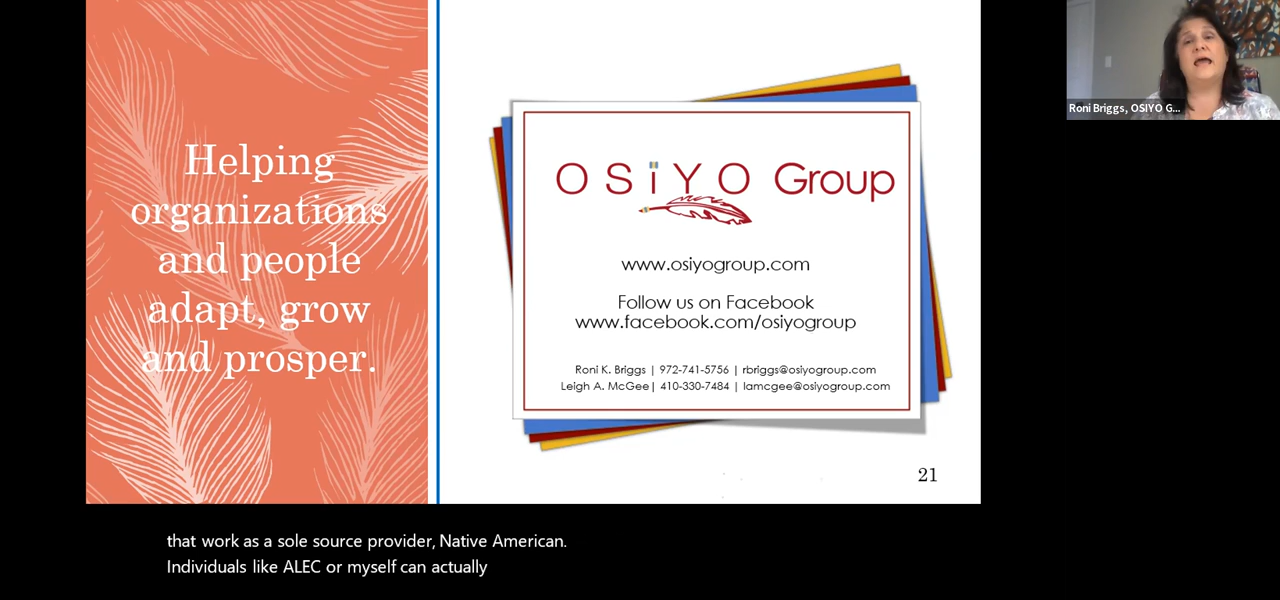 Helping
organizations
and people
adapt, grow
and prosper.
OSiYO Group
www.osiyogroup.com
Follow us on Facebook
www.facebook.com/osiyogroup
Roni K. Briggs | 972-741-5756 | rbriggs@osiyogroup.com
Leigh A. McGee| 410-330-7484 | lamcgee@osiyogroup.com
21
Roni Briggs, OSIYO G...
that work as a sole source provider, Native American.
Individuals like ALEC or myself can actually